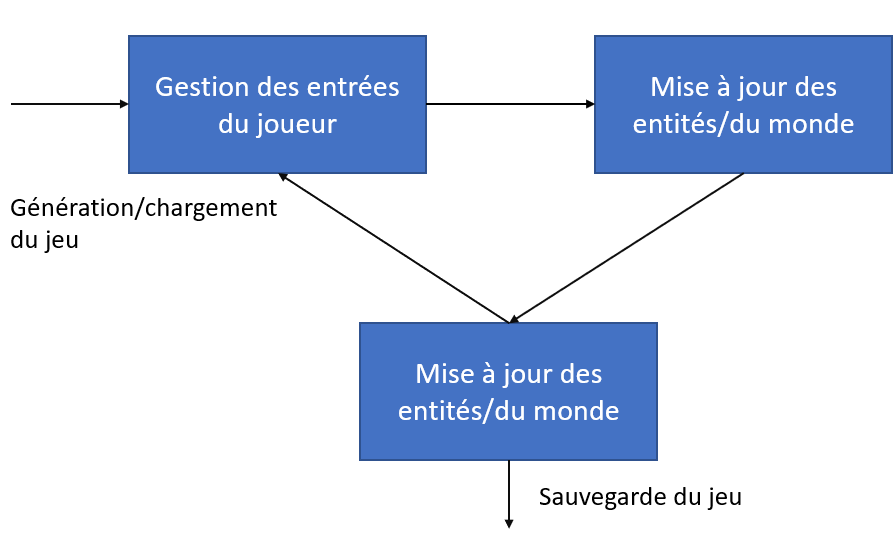 Gestion des entrées
du joueur
Mise à jour des
entités/du monde
Génération/chargement
du jeu
Mise à jour des
entités/du monde
Sauvegarde du jeu